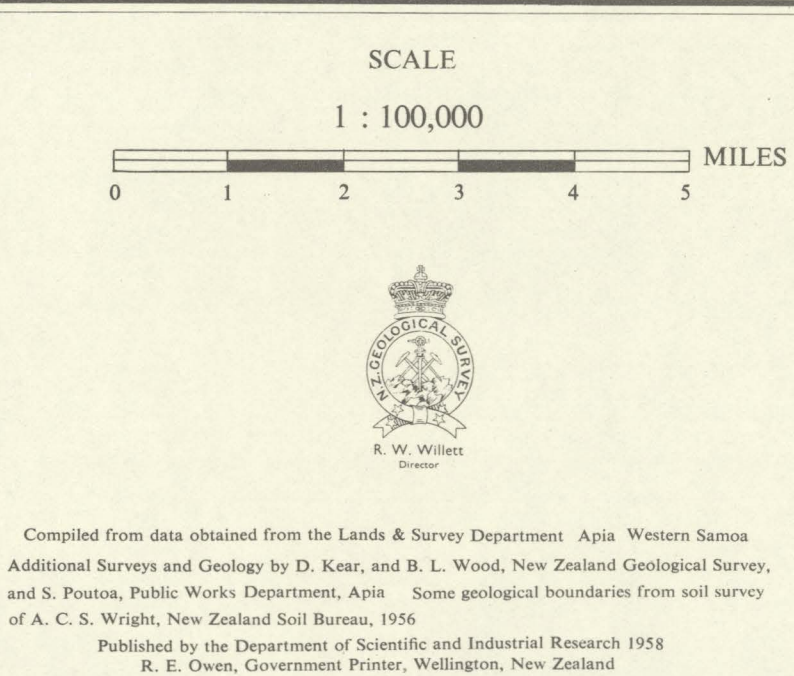 SCALE
1 : 100,000
MILES
0 1 2 3 4 5
N.Z. GEOLOGICAL SURVEY
R. W. Willett
Director
Compiled from data obtained from the Lands & Survey Department Apia Western Samoa
Additional Surveys and Geology by D. Kear, and B. L. Wood, New Zealand Geological Survey,
and S. Poutoa, Public Works Department, Apia Some geological boundaries from soil survey
of A. C. S. Wright, New Zealand Soil Bureau, 1956
Published by the Department of Scientific and Industrial Research 1958
R. E. Owen, Government Printer, Wellington, New Zealand